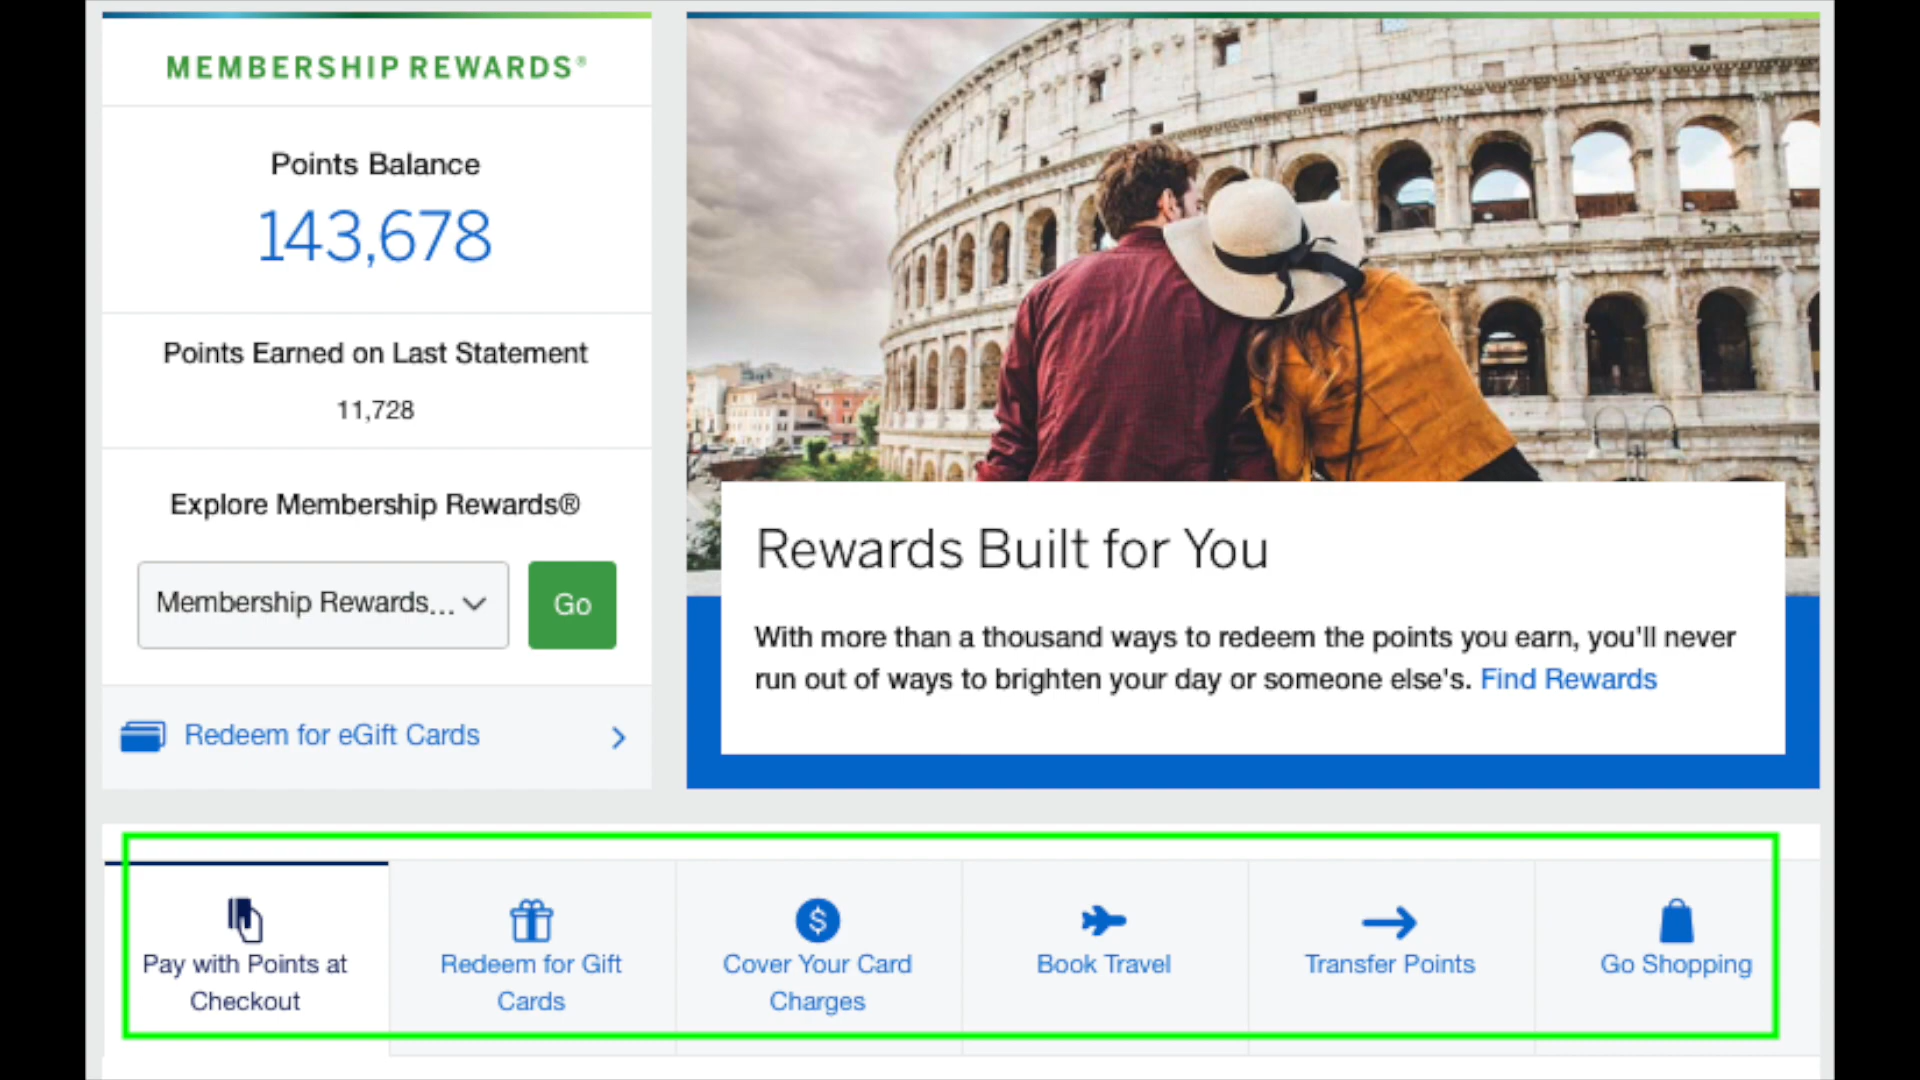 MEMBERSHIP REWARDS®
Points Balance
143,678
Points Earned on Last Statement
11,728
Explore Membership Rewards®
Membership Rewards...
Go
Redeem for eGift Cards
Rewards Built for You
With more than a thousand ways to redeem the points you earn, you'll never
run out of ways to brighten your day or someone else's. Find Rewards
Pay with Points at
Checkout
Redeem for Gift
Cards
Cover Your Card
Charges
Book Travel
Transfer Points
Go Shopping